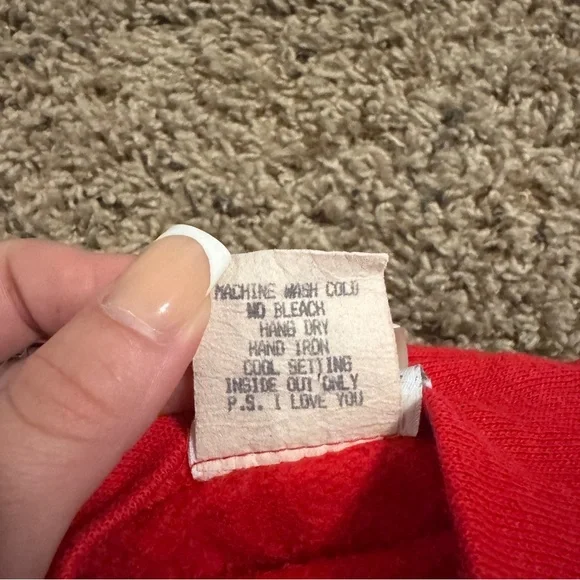 MACHINE WASH COLD
NO BLEACH
HANG DRY
HAND IRON
COOL SETTING
INSIDE OUT ONLY
P.S. I LOVE YOU